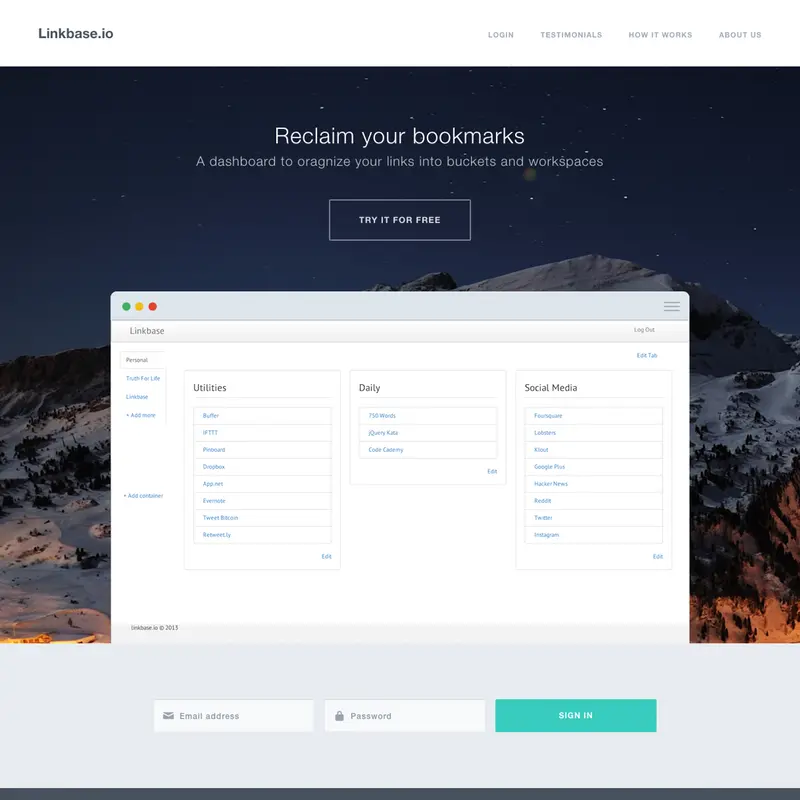 Linkbase.io
LOGIN TESTIMONIALS HOW IT WORKS ABOUT US
Reclaim your bookmarks
A dashboard to oragnize your links into buckets and workspaces
TRY IT FOR FREE
Linkbase
Log Out
Edit Tab
Personal
Truth For Life
Linkbase
+ Add more
+ Add container
Utilities
Buffer
IFTTT
Pinboard
Dropbox
App.net
Evernote
Tweet Bitcoin
Retweet.ly
Edit
Daily
750 Words
jQuery Kata
Code Cademy
Edit
Social Media
Foursquare
Lobsters
Klout
Google Plus
Hacker News
Reddit
Twitter
Instagram
Edit
linkbase.io © 2013
Email address
Password
SIGN IN